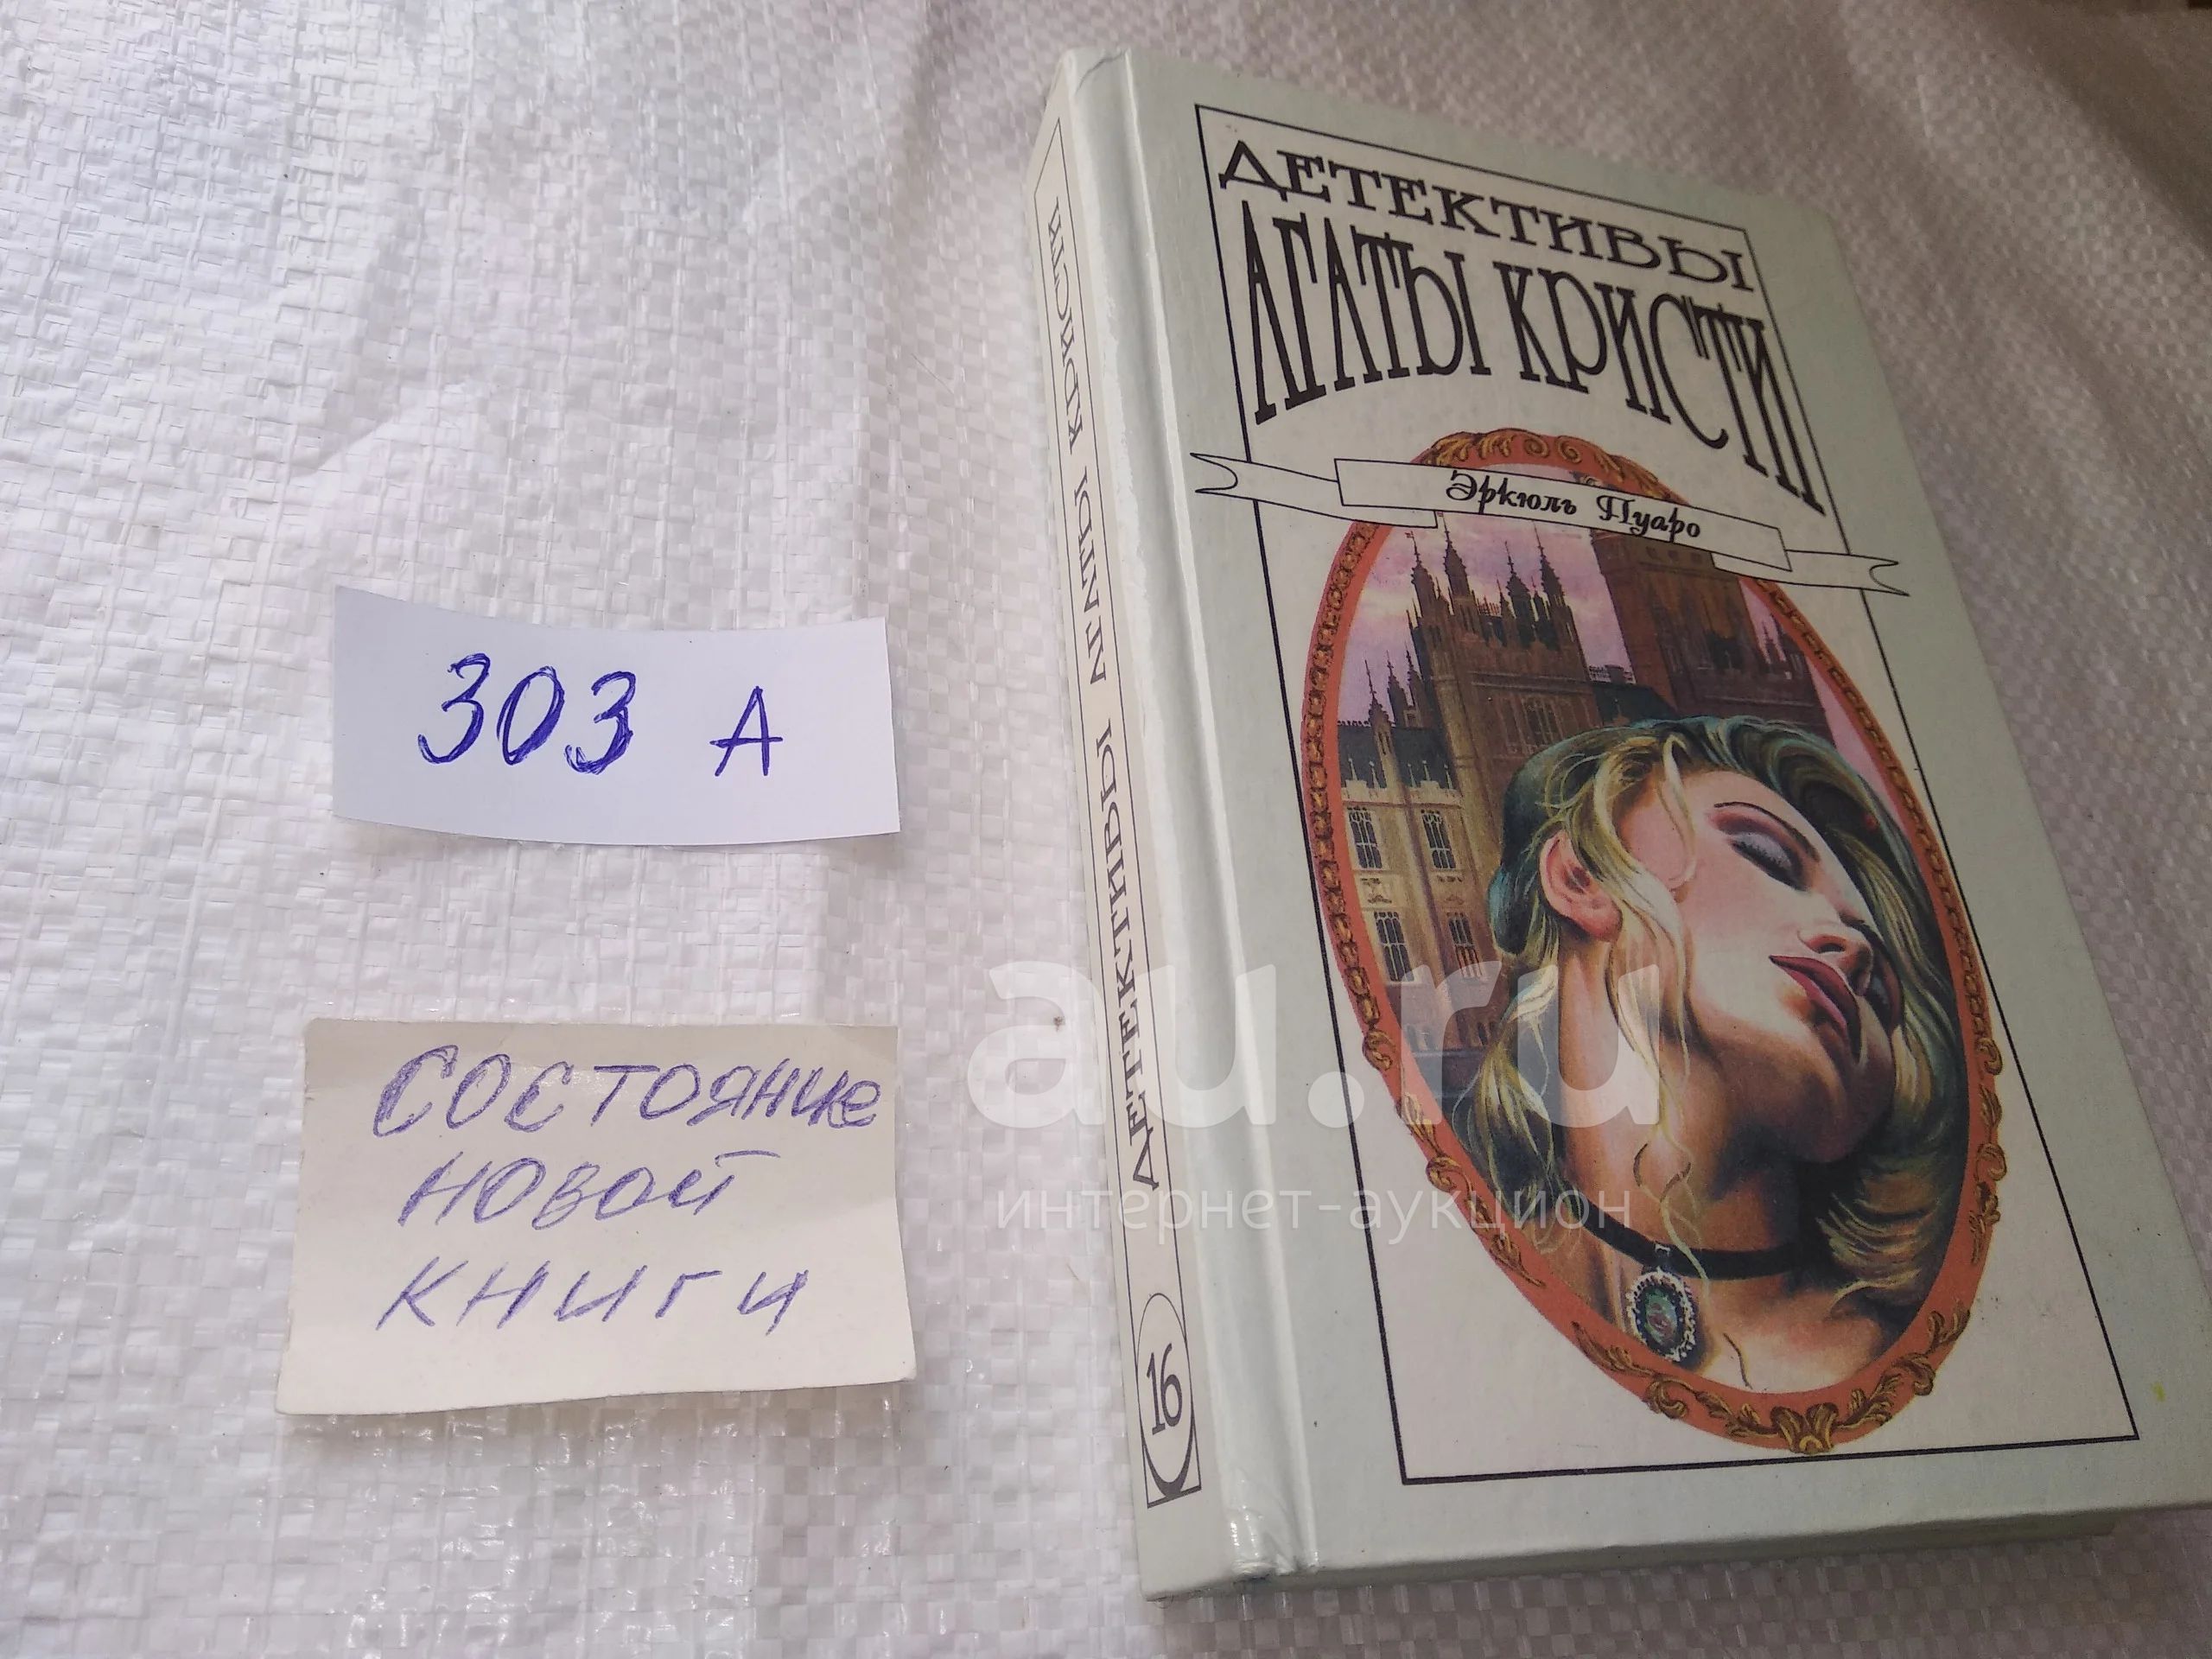 303 А
СОСТОЯНИЕ
НОВОЙ
КНИГИ
ДЕТЕКТИВЫ АГАТЫ КРИСТИ
16
ДЕТЕКТИВЫ
АГАТЫ КРИСТИ
Эркюль Пуаро
au.ru
интернет-аукцион